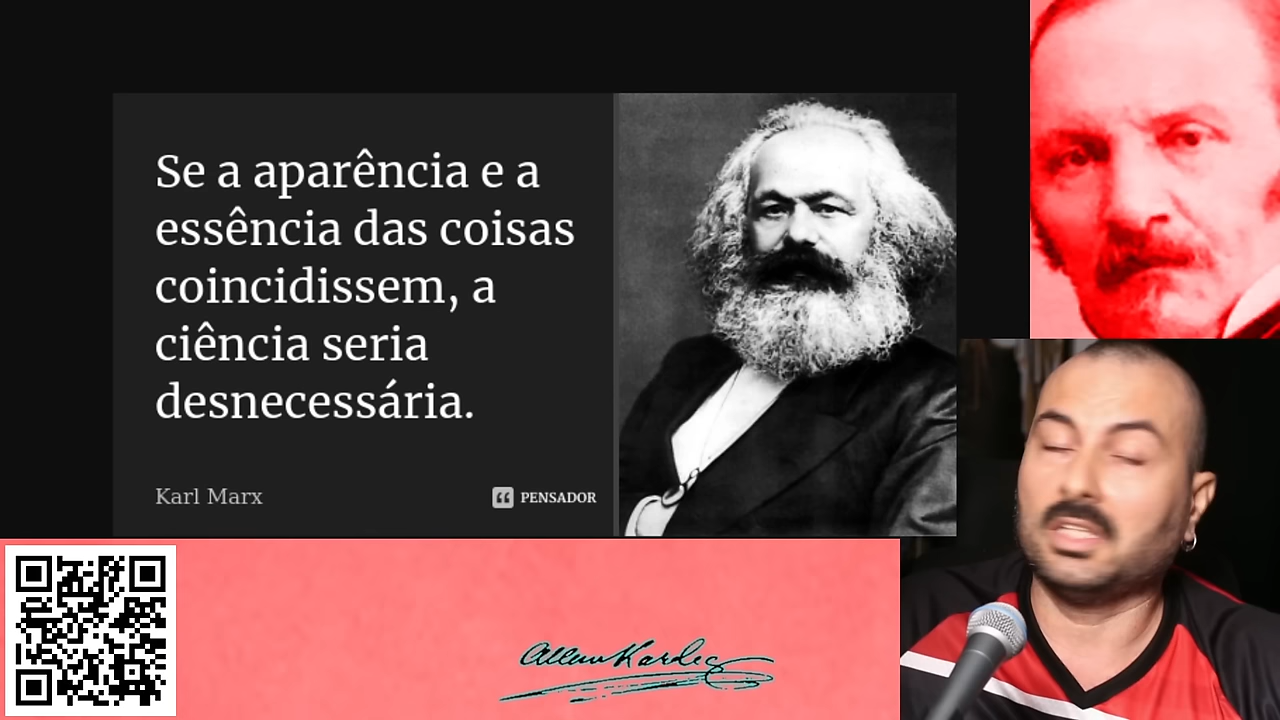 Se a aparência e a
essência das coisas
coincidissem, a
ciência seria
desnecessária.
Karl Marx
PENSADOR
Allan Kardec